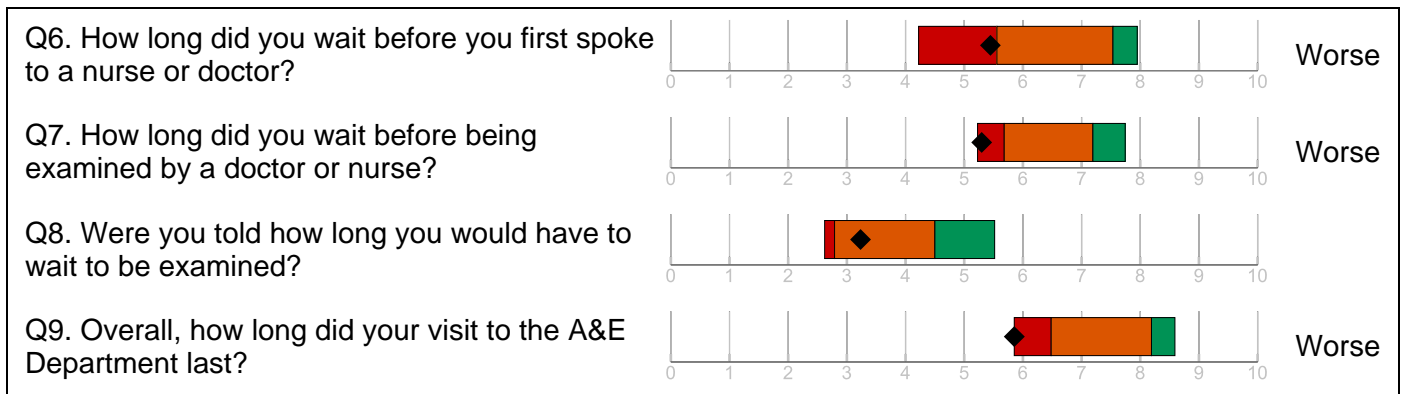 Q6. How long did you wait before you first spoke
to a nurse or doctor?
Worse
0 1 2 3 4 5 6 7 8 9 10
Q7. How long did you wait before being
examined by a doctor or nurse?
Worse
0 1 2 3 4 5 6 7 8 9 10
Q8. Were you told how long you would have to
wait to be examined?
0 1 2 3 4 5 6 7 8 9 10
Q9. Overall, how long did your visit to the A&E
Department last?
Worse
0 1 2 3 4 5 6 7 8 9 10